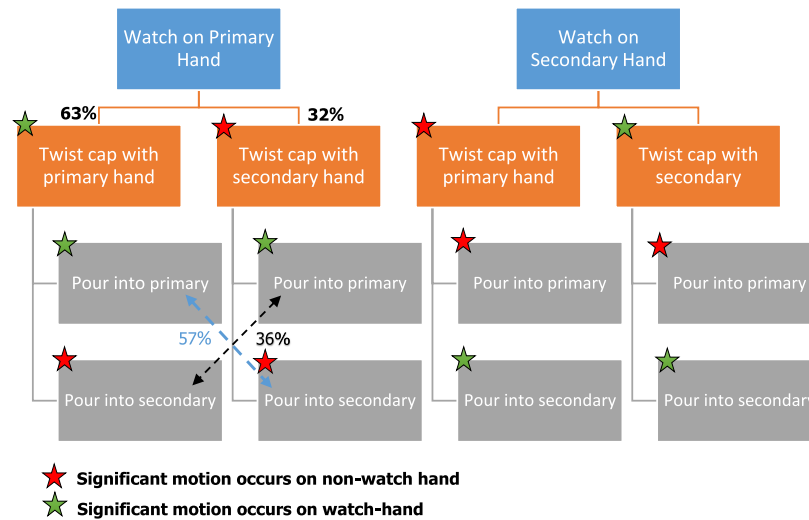 Watch on Primary
Hand
Watch on
Secondary Hand
63%
32%
Twist cap with
primary hand
Twist cap with
secondary hand
Twist cap with
primary hand
Twist cap with
secondary
Pour into primary
Pour into primary
Pour into primary
Pour into primary
57%
36%
Pour into secondary
Pour into secondary
Pour into secondary
Pour into secondary
Significant motion occurs on non-watch hand
Significant motion occurs on watch-hand